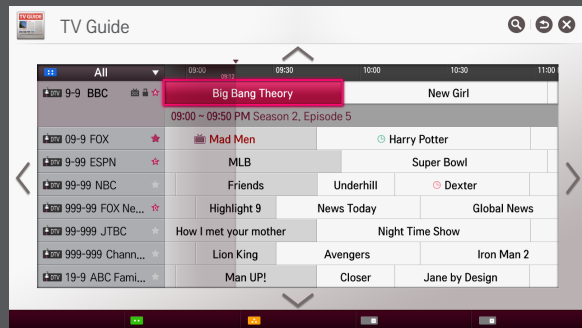 TV GUIDE
TV Guide
All 09:00 09:12 09:30 10:00 10:30 11:00
DTV 9-9 BBC Big Bang Theory New Girl
09:00 ~ 09:50 PM Season 2, Episode 5
DTV 09-9 FOX Mad Men Harry Potter
DTV 9-99 ESPN MLB Super Bowl
DTV 99-99 NBC Friends Underhill Dexter
DTV 999-99 FOX Ne... Highlight 9 News Today Global News
DTV 99-999 JTBC How I met your mother Night Time Show
DTV 999-999 Chann... Lion King Avengers Iron Man 2
DTV 19-9 ABC Fami... Man UP! Closer Jane by Design